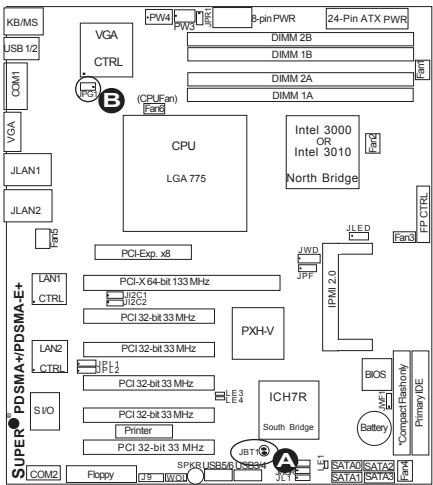 KB/MS
USB 1/2
COM1
VGA
JLAN1
JLAN2
VGA
CTRL
JPG1
B
PW4
PW3
JPR1
8-pin PWR
24-Pin ATX PWR
DIMM 2B
DIMM 1B
DIMM 2A
DIMM 1A
Fan1
(CPUFan)
Fan6
CPU
LGA 775
Intel 3000
OR
Intel 3010
North Bridge
Fan2
FP CTRL
Fan3
JLED
Fan5
JWD
JPF
IPMI 2.0
PCI-Exp. x8
PCI-X 64-bit 133 MHz
JI2C1
JI2C2
LAN1
CTRL
PCI 32-bit 33 MHz
PXH-V
LAN2
CTRL
PCI 32-bit 33 MHz
JPL1
JPL2
BIOS
PCI 32-bit 33 MHz
LE3
LE4
ICH7R
South Bridge
JWF1
*Compact Flash only
Primary IDE
S I/O
PCI 32-bit 33 MHz
Battery
Printer
PCI 32-bit 33 MHz
JBT1
A
SUPER® PDSMA+/PDSMA-E+
COM2
Floppy
J9
WOL
SPKR
USB5/6
USB3/4
JL1
LE1
SATA0
SATA2
SATA1
SATA3
Fan4